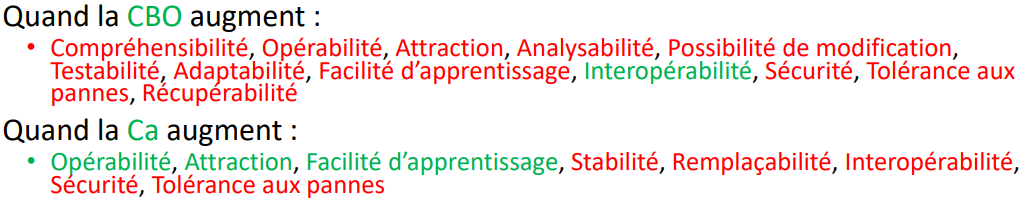 Quand la CBO augment :
• Compréhensibilité, Opérabilité, Attraction, Analysabilité, Possibilité de modification,
Testabilité, Adaptabilité, Facilité d’apprentissage, Interopérabilité, Sécurité, Tolérance aux
pannes, Récupérabilité
Quand la Ca augment :
• Opérabilité, Attraction, Facilité d’apprentissage, Stabilité, Remplaçabilité, Interopérabilité,
Sécurité, Tolérance aux pannes